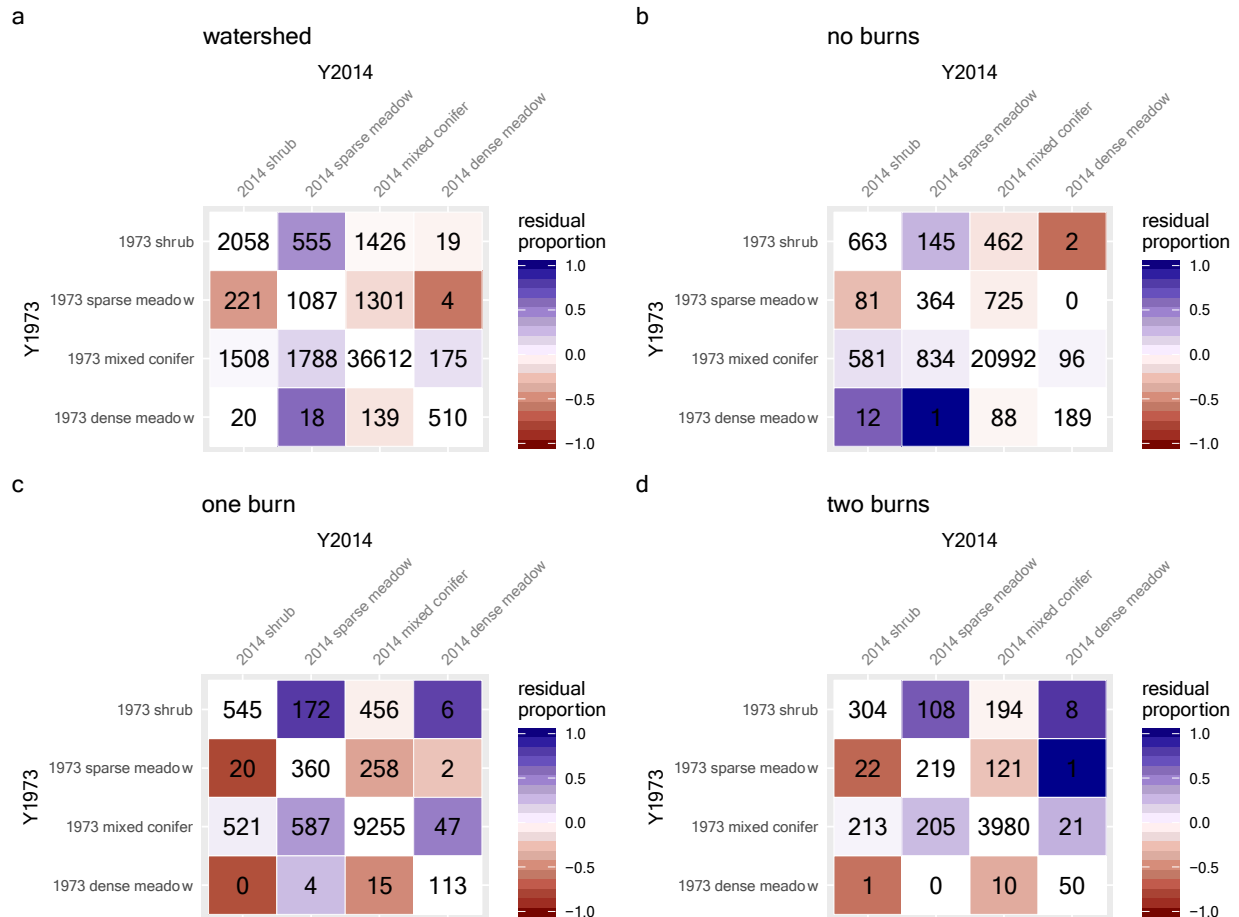 a
watershed
Y2014
2014 shrub
2014 sparse meadow
2014 mixed conifer
2014 dense meadow
Y1973
1973 shrub 2058 555 1426 19
1973 sparse meadow 221 1087 1301 4
1973 mixed conifer 1508 1788 36612 175
1973 dense meadow 20 18 139 510
residual
proportion
1.0
0.5
0.0
−0.5
−1.0
b
no burns
Y2014
2014 shrub
2014 sparse meadow
2014 mixed conifer
2014 dense meadow
Y1973
1973 shrub 663 145 462 2
1973 sparse meadow 81 364 725 0
1973 mixed conifer 581 834 20992 96
1973 dense meadow 12 1 88 189
residual
proportion
1.0
0.5
0.0
−0.5
−1.0
c
one burn
Y2014
2014 shrub
2014 sparse meadow
2014 mixed conifer
2014 dense meadow
Y1973
1973 shrub 545 172 456 6
1973 sparse meadow 20 360 258 2
1973 mixed conifer 521 587 9255 47
1973 dense meadow 0 4 15 113
residual
proportion
1.0
0.5
0.0
−0.5
−1.0
d
two burns
Y2014
2014 shrub
2014 sparse meadow
2014 mixed conifer
2014 dense meadow
Y1973
1973 shrub 304 108 194 8
1973 sparse meadow 22 219 121 1
1973 mixed conifer 213 205 3980 21
1973 dense meadow 1 0 10 50
residual
proportion
1.0
0.5
0.0
−0.5
−1.0